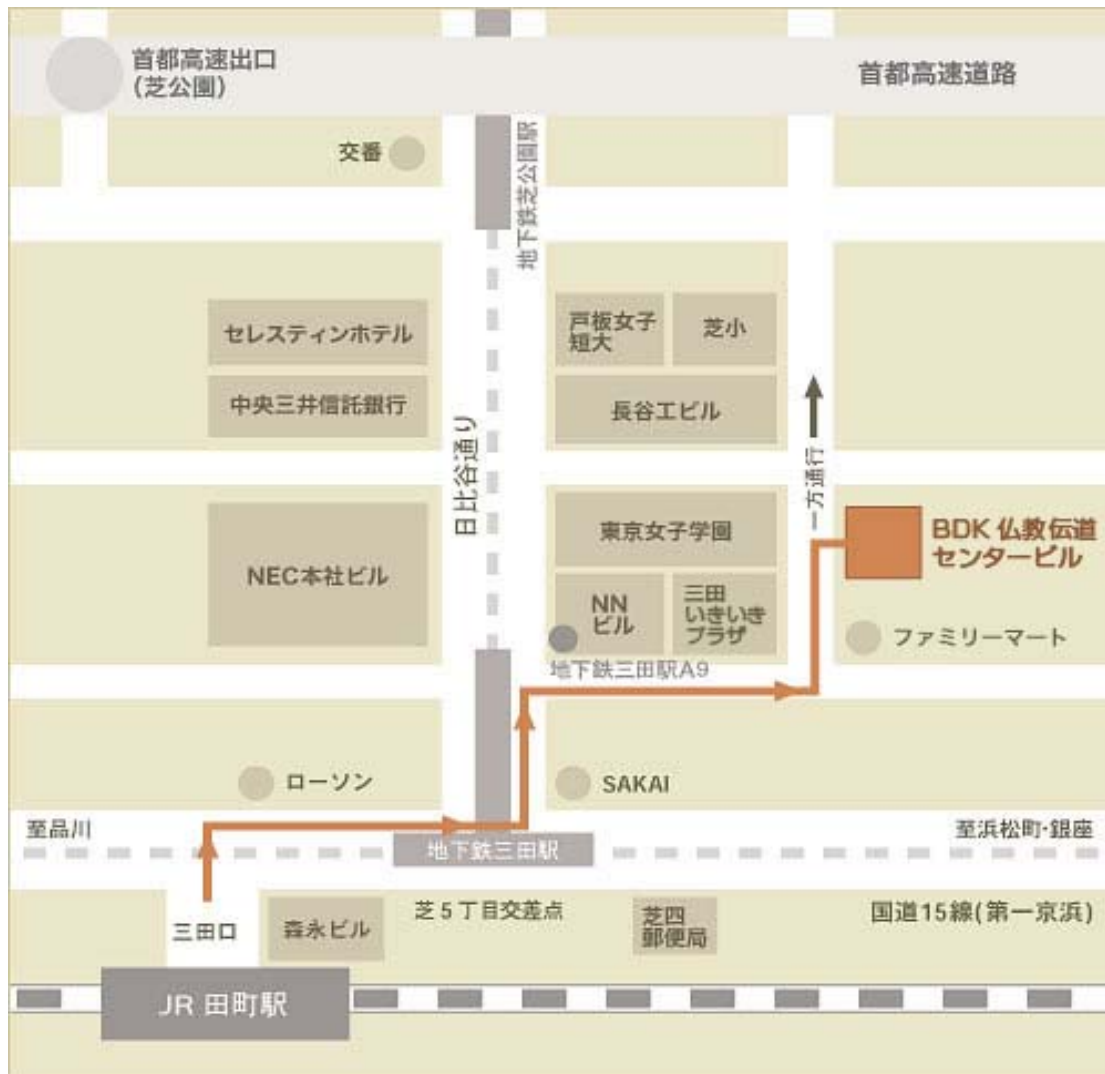 首都高速出口
(芝公園)
首都高速道路
交番
地下鉄芝公園駅
セレスティンホテル
戸板女子
短大
芝小
中央三井信託銀行
長谷工ビル
日比谷通り
一方通行
NEC本社ビル
東京女子学園
BDK 仏教伝道
センタービル
NN
ビル
三田
いきいき
プラザ
ファミリーマート
地下鉄三田駅A9
ローソン
SAKAI
至品川
至浜松町・銀座
地下鉄三田駅
三田口
森永ビル
芝5丁目交差点
芝四
郵便局
国道15線(第一京浜)
JR 田町駅